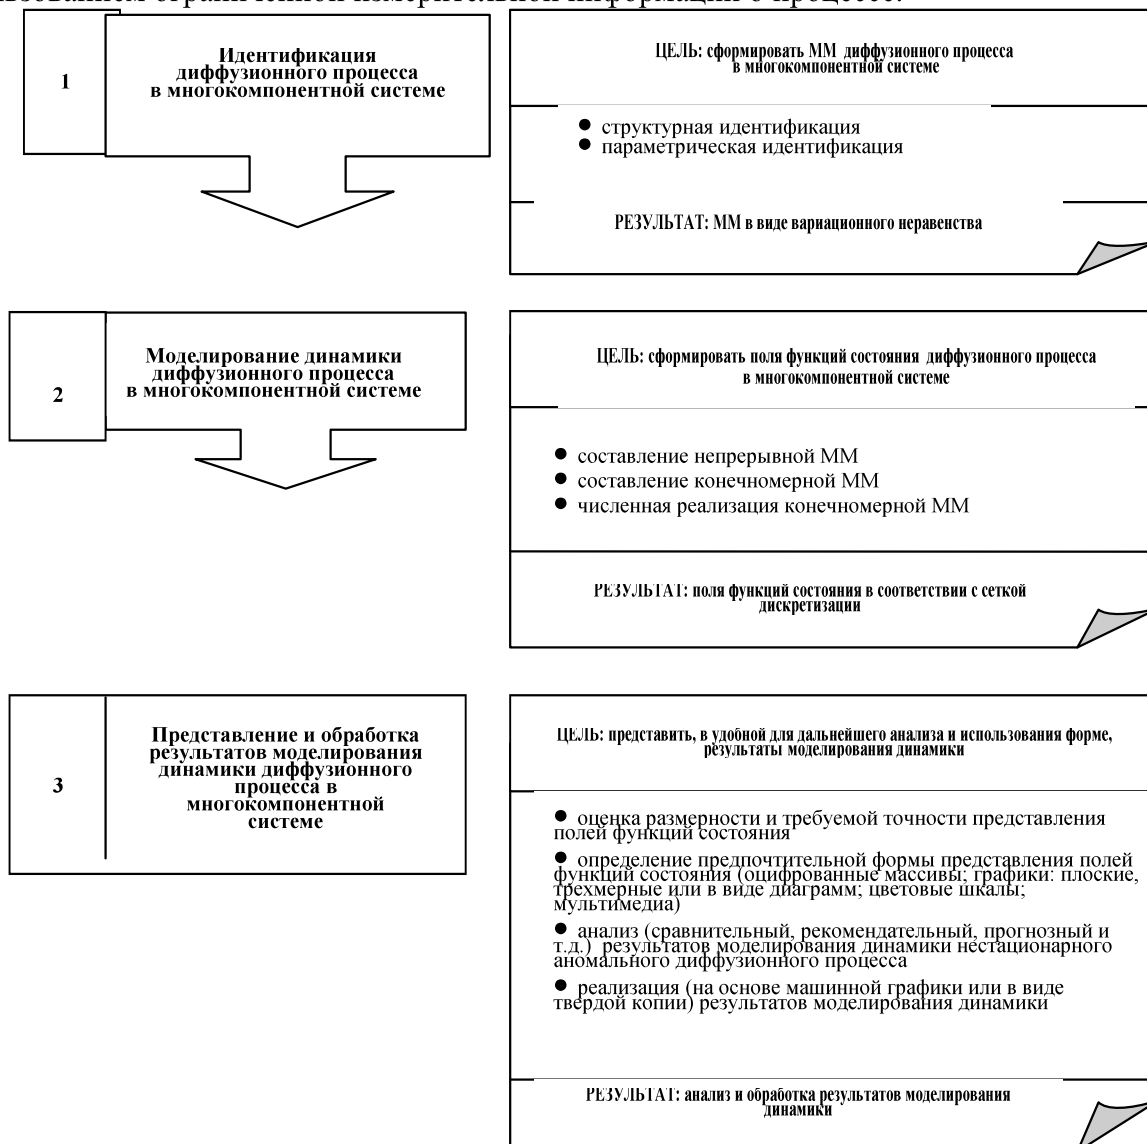 зованием ограниченной измерительной информации о процессе.
1
Идентификация
диффузионного процесса
в многокомпонентной системе
ЦЕЛЬ: сформировать ММ диффузионного процесса
в многокомпонентной системе
● структурная идентификация
● параметрическая идентификация
РЕЗУЛЬТАТ: ММ в виде вариационного неравенства
2
Моделирование динамики
диффузионного процесса
в многокомпонентной системе
ЦЕЛЬ: сформировать поля функций состояния диффузионного процесса
в многокомпонентной системе
● составление непрерывной ММ
● составление конечномерной ММ
● численная реализация конечномерной ММ
РЕЗУЛЬТАТ: поля функций состояния в соответствии с сеткой
дискретизации
3
Представление и обработка
результатов моделирования
динамики диффузионного
процесса в
многокомпонентной
системе
ЦЕЛЬ: представить, в удобной для дальнейшего анализа и использования форме,
результаты моделирования динамики
● оценка размерности и требуемой точности представления
полей функций состояния
● определение предпочтительной формы представления полей
функций состояния (оцифрованные массивы; графики: плоские,
трехмерные или в виде диаграмм; цветовые шкалы;
мультимедиа)
● анализ (сравнительный, рекомендательный, прогнозный и
т.д.) результатов моделирования динамики нестационарного
аномального диффузионного процесса
● реализация (на основе машинной графики или в виде
твердой копии) результатов моделирования динамики
РЕЗУЛЬТАТ: анализ и обработка результатов моделирования
динамики